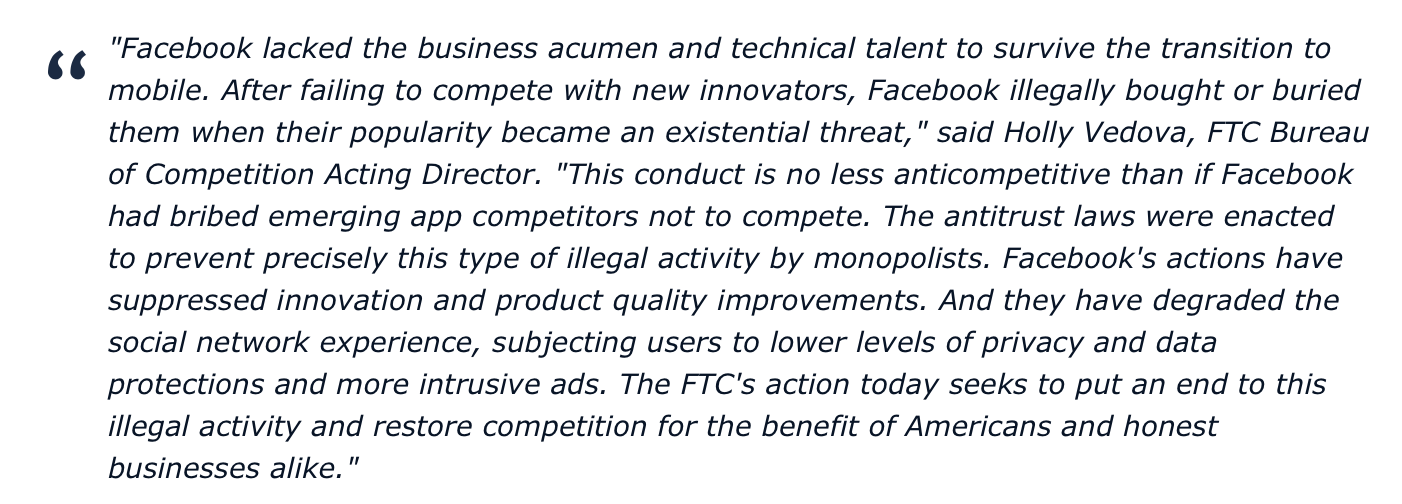 “ "Facebook lacked the business acumen and technical talent to survive the transition to
mobile. After failing to compete with new innovators, Facebook illegally bought or buried
them when their popularity became an existential threat," said Holly Vedova, FTC Bureau
of Competition Acting Director. "This conduct is no less anticompetitive than if Facebook
had bribed emerging app competitors not to compete. The antitrust laws were enacted
to prevent precisely this type of illegal activity by monopolists. Facebook's actions have
suppressed innovation and product quality improvements. And they have degraded the
social network experience, subjecting users to lower levels of privacy and data
protections and more intrusive ads. The FTC's action today seeks to put an end to this
illegal activity and restore competition for the benefit of Americans and honest
businesses alike."